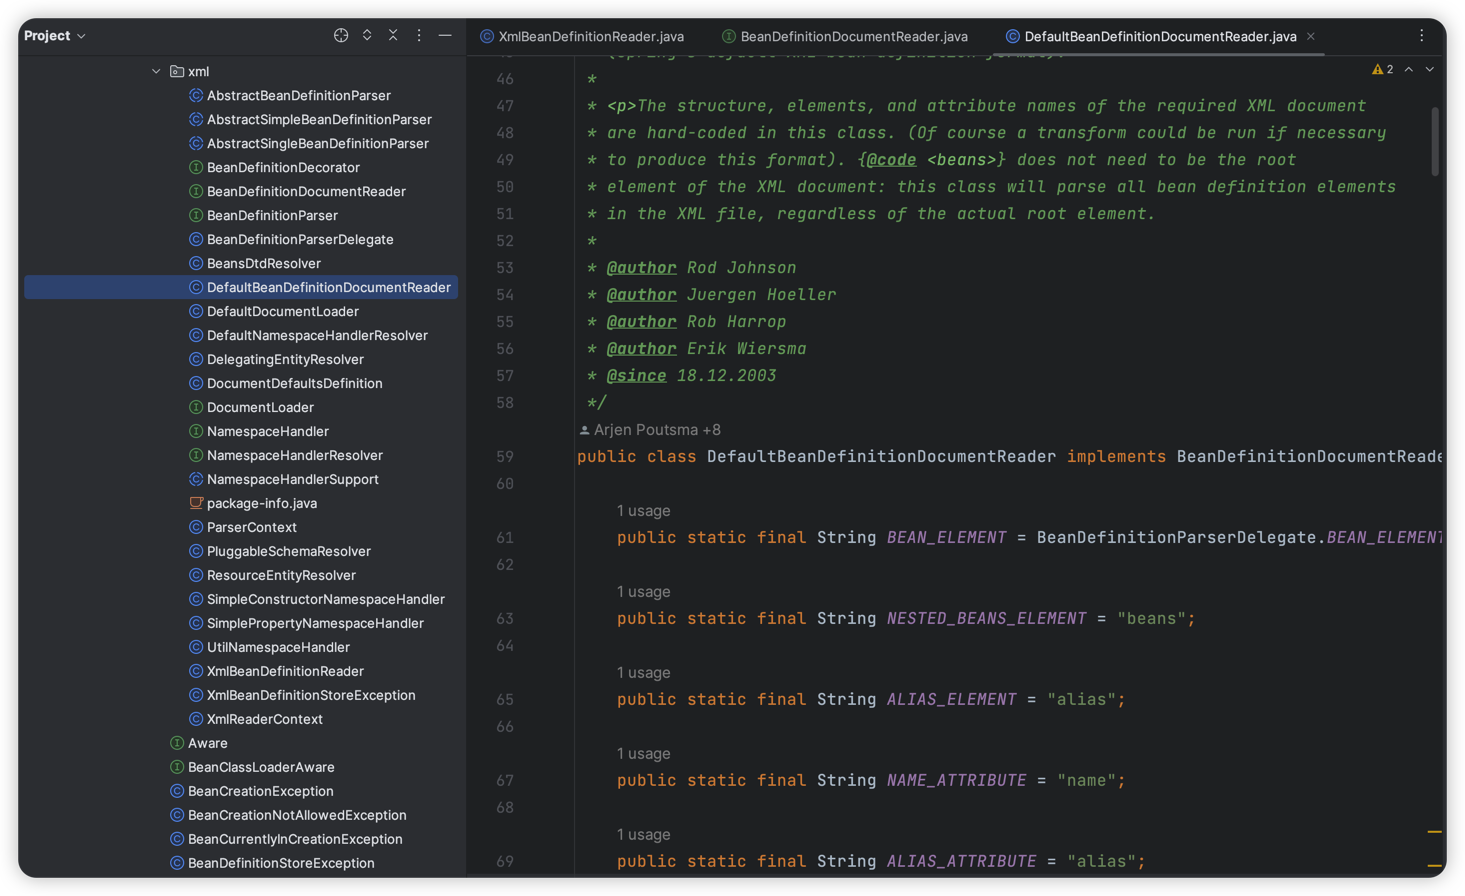 Project
xml
AbstractBeanDefinitionParser
AbstractSimpleBeanDefinitionParser
AbstractSingleBeanDefinitionParser
BeanDefinitionDecorator
BeanDefinitionDocumentReader
BeanDefinitionParser
BeanDefinitionParserDelegate
BeansDtdResolver
DefaultBeanDefinitionDocumentReader
DefaultDocumentLoader
DefaultNamespaceHandlerResolver
DelegatingEntityResolver
DocumentDefaultsDefinition
DocumentLoader
NamespaceHandler
NamespaceHandlerResolver
NamespaceHandlerSupport
package-info.java
ParserContext
PluggableSchemaResolver
ResourceEntityResolver
SimpleConstructorNamespaceHandler
SimplePropertyNamespaceHandler
UtilNamespaceHandler
XmlBeanDefinitionReader
XmlBeanDefinitionStoreException
XmlReaderContext
Aware
BeanClassLoaderAware
BeanCreationException
BeanCreationNotAllowedException
BeanCurrentlyInCreationException
BeanDefinitionStoreException
XmlBeanDefinitionReader.java BeanDefinitionDocumentReader.java DefaultBeanDefinitionDocumentReader.java
2
46 *
47 * <p>The structure, elements, and attribute names of the required XML document
48 * are hard-coded in this class. (Of course a transform could be run if necessary
49 * to produce this format). {@code <beans>} does not need to be the root
50 * element of the XML document: this class will parse all bean definition elements
51 * in the XML file, regardless of the actual root element.
52 *
53 * @author Rod Johnson
54 * @author Juergen Hoeller
55 * @author Rob Harrop
56 * @author Erik Wiersma
57 * @since 18.12.2003
58 */
Arjen Poutsma +8
59 public class DefaultBeanDefinitionDocumentReader implements BeanDefinitionDocumentReade
60
1 usage
61 public static final String BEAN_ELEMENT = BeanDefinitionParserDelegate.BEAN_ELEMENT
62
1 usage
63 public static final String NESTED_BEANS_ELEMENT = "beans";
64
1 usage
65 public static final String ALIAS_ELEMENT = "alias";
66
1 usage
67 public static final String NAME_ATTRIBUTE = "name";
68
1 usage
69 public static final String ALIAS_ATTRIBUTE = "alias";